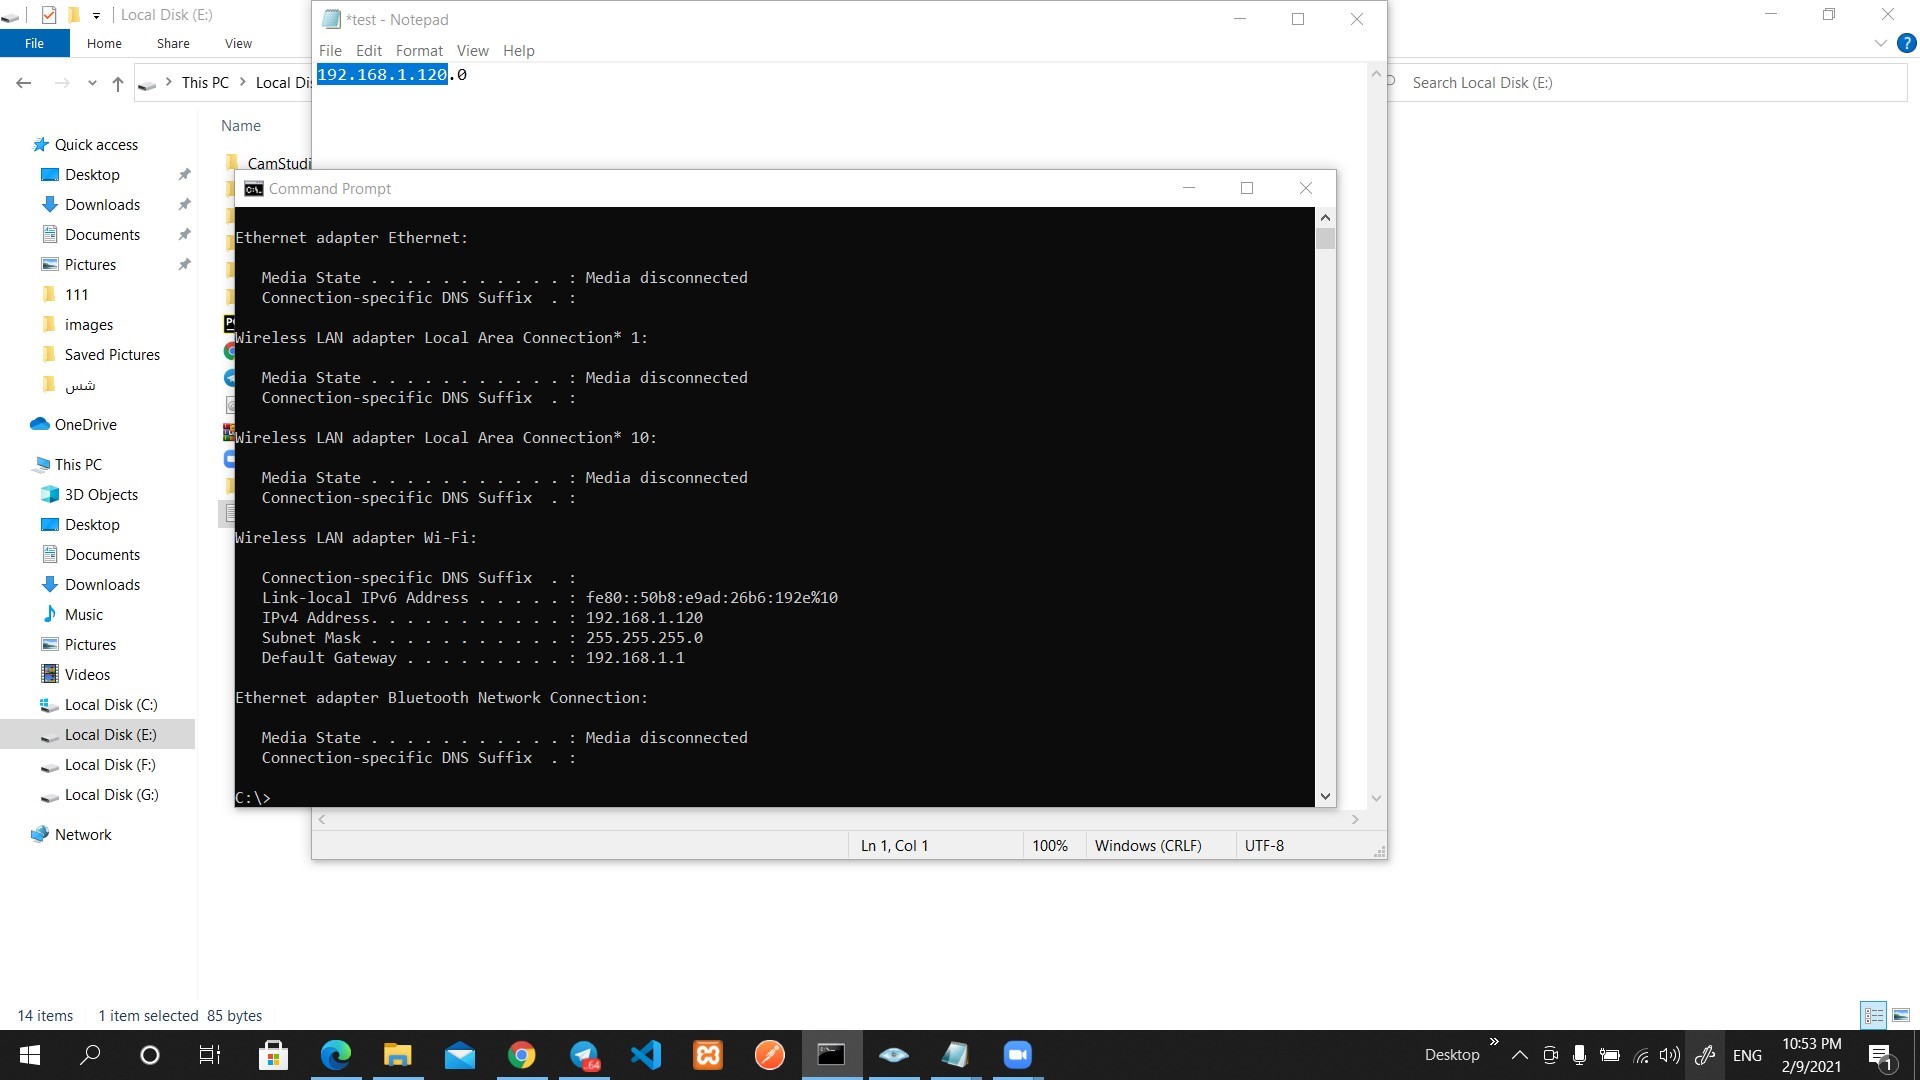 Local Disk (E:)
File Home Share View
This PC > Local Di
Search Local Disk (E:)
*test - Notepad
File Edit Format View Help
192.168.1.120.0
Name
CamStudi
Quick access
Desktop
Downloads
Documents
Pictures
111
images
Saved Pictures
شس
OneDrive
This PC
3D Objects
Desktop
Documents
Downloads
Music
Pictures
Videos
Local Disk (C:)
Local Disk (E:)
Local Disk (F:)
Local Disk (G:)
Network
Command Prompt
Ethernet adapter Ethernet:
Media State . . . . . . . . . . . : Media disconnected
Connection-specific DNS Suffix  . :
Wireless LAN adapter Local Area Connection* 1:
Media State . . . . . . . . . . . : Media disconnected
Connection-specific DNS Suffix  . :
Wireless LAN adapter Local Area Connection* 10:
Media State . . . . . . . . . . . : Media disconnected
Connection-specific DNS Suffix  . :
Wireless LAN adapter Wi-Fi:
Connection-specific DNS Suffix  . :
Link-local IPv6 Address . . . . . : fe80::50b8:e9ad:26b6:192e%10
IPv4 Address. . . . . . . . . . . : 192.168.1.120
Subnet Mask . . . . . . . . . . . : 255.255.255.0
Default Gateway . . . . . . . . . : 192.168.1.1
Ethernet adapter Bluetooth Network Connection:
Media State . . . . . . . . . . . : Media disconnected
Connection-specific DNS Suffix  . :
C:\>
Ln 1, Col 1 100% Windows (CRLF) UTF-8
14 items 1 item selected 85 bytes
Desktop ENG 10:53 PM
2/9/2021